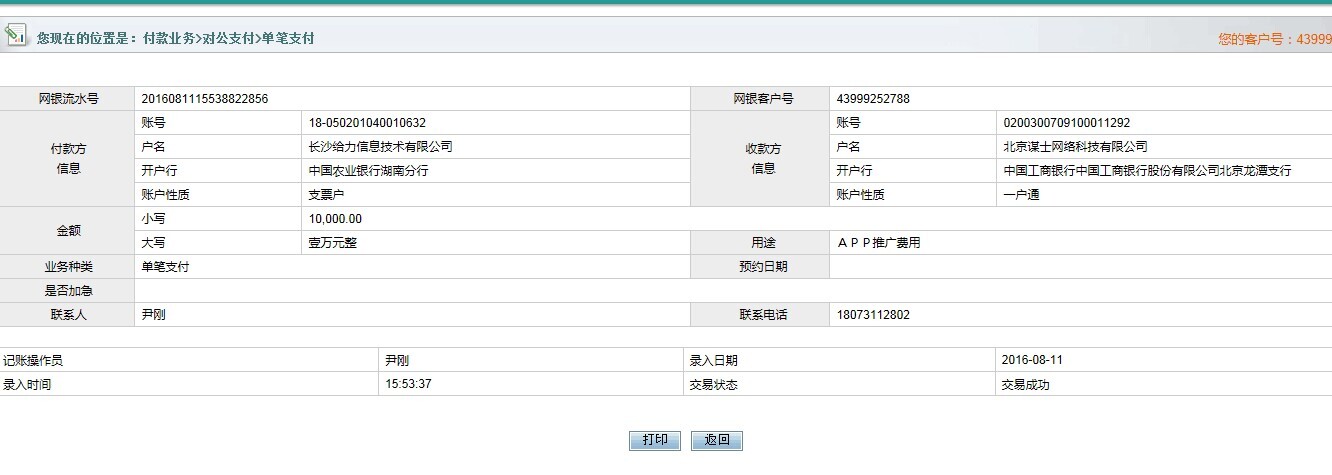 您现在的位置是：付款业务>对公支付>单笔支付
您的客户号：43999
网银流水号 2016081115538822856 网银客户号 43999252788
付款方信息 账号 18-050201040010632 收款方信息 账号 0200300709100011292
户名 长沙给力信息技术有限公司 户名 北京谋士网络科技有限公司
开户行 中国农业银行湖南分行 开户行 中国工商银行中国工商银行股份有限公司北京龙潭支行
账户性质 支票户 账户性质 一户通
金额 小写 10,000.00
大写 壹万元整 用途 ＡＰＰ推广费用
业务种类 单笔支付 预约日期
是否加急
联系人 尹刚 联系电话 18073112802
记账操作员 尹刚 录入日期 2016-08-11
录入时间 15:53:37 交易状态 交易成功
打印 返回